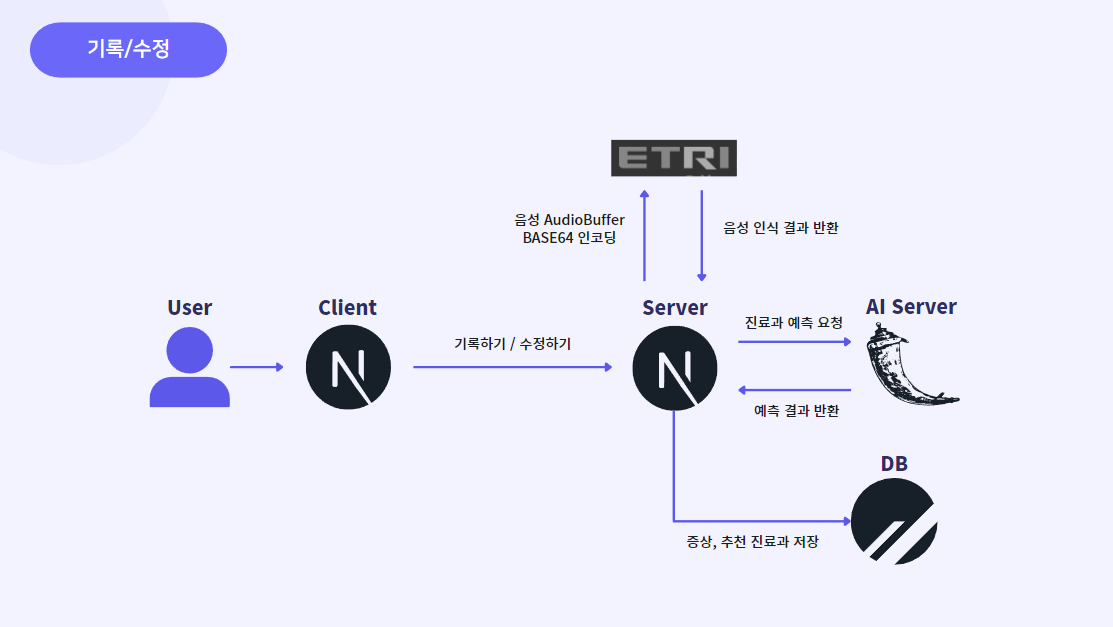 기록/수정
ETRI
음성 AudioBuffer
BASE64 인코딩
음성 인식 결과 반환
User
Client
Server
AI Server
기록하기 / 수정하기
진료과 예측 요청
예측 결과 반환
DB
증상, 추천 진료과 저장